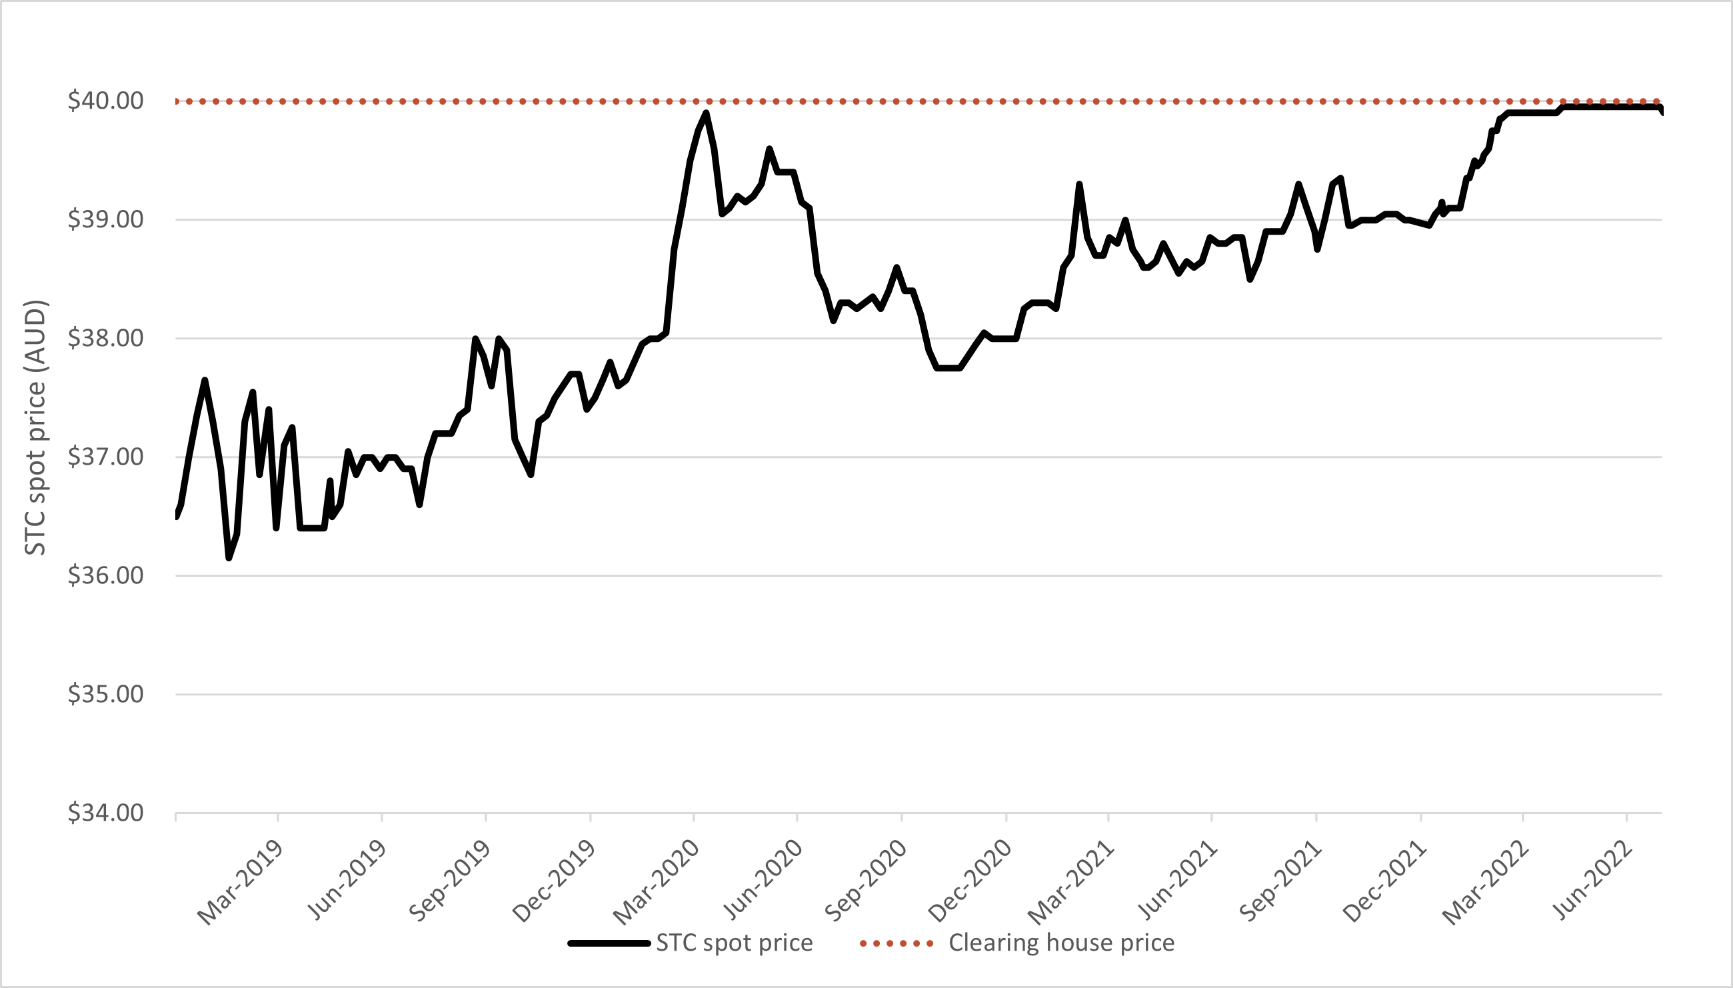 $40.00
$39.00
$38.00
$37.00
$36.00
$35.00
$34.00
STC spot price (AUD)
Mar-2019
Jun-2019
Sep-2019
Dec-2019
Mar-2020
Jun-2020
Sep-2020
Dec-2020
Mar-2021
Jun-2021
Sep-2021
Dec-2021
Mar-2022
Jun-2022
STC spot price
Clearing house price